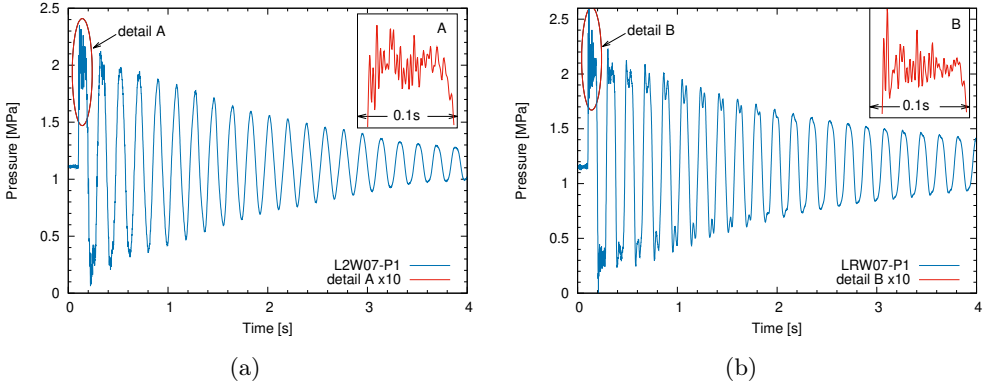 2.5
2
1.5
1
0.5
0
Pressure [MPa]
detail A
A
0.1s
L2W07-P1
detail A x10
0 1 2 3 4
Time [s]
(a)
2.5
2
1.5
1
0.5
0
Pressure [MPa]
detail B
B
0.1s
LRW07-P1
detail B x10
0 1 2 3 4
Time [s]
(b)